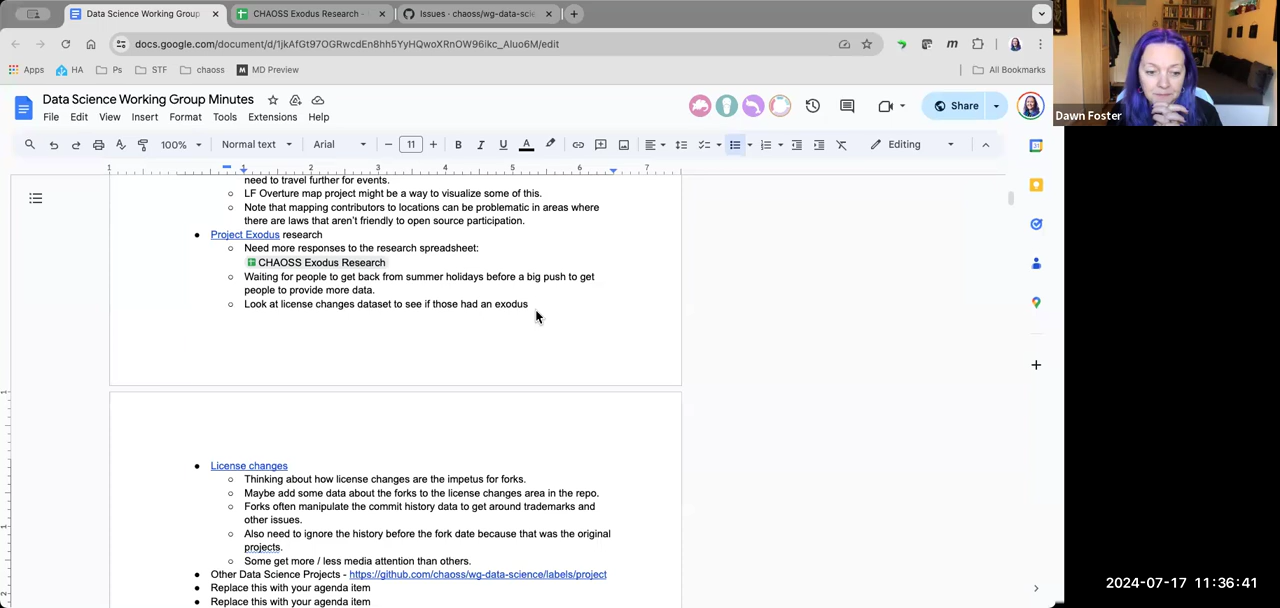 Data Science Working Group
CHAOSS Exodus Research -
Issues · chaoss/wg-data-scie
docs.google.com/document/d/1jkAfGt97OGRwcdEn8hh5YyHQwoXRnOW96ikc_Aluo6M/edit
Apps
HA
Ps
STF
chaoss
MD Preview
All Bookmarks
Dawn Foster
Data Science Working Group Minutes
File Edit View Insert Format Tools Extensions Help
Share
100%
Normal text
Arial
11
Editing
1 1 2 3 4 5 6 7
need to travel further for events.
LF Overture map project might be a way to visualize some of this.
Note that mapping contributors to locations can be problematic in areas where
there are laws that aren't friendly to open source participation.
Project Exodus research
Need more responses to the research spreadsheet:
CHAOSS Exodus Research
Waiting for people to get back from summer holidays before a big push to get
people to provide more data.
Look at license changes dataset to see if those had an exodus
License changes
Thinking about how license changes are the impetus for forks.
Maybe add some data about the forks to the license changes area in the repo.
Forks often manipulate the commit history data to get around trademarks and
other issues.
Also need to ignore the history before the fork date because that was the original
projects.
Some get more / less media attention than others.
Other Data Science Projects - https://github.com/chaoss/wg-data-science/labels/project
Replace this with your agenda item
Replace this with your agenda item
2024-07-17 11:36:41